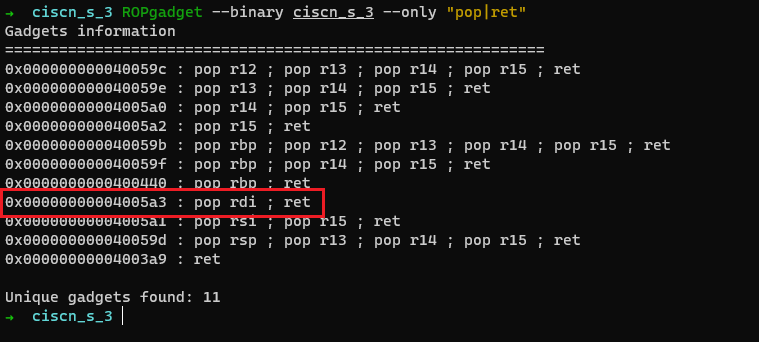 → ciscn_s_3 ROPgadget --binary ciscn_s_3 --only "pop|ret"
Gadgets information
============================================================
0x000000000040059c : pop r12 ; pop r13 ; pop r14 ; pop r15 ; ret
0x000000000040059e : pop r13 ; pop r14 ; pop r15 ; ret
0x00000000004005a0 : pop r14 ; pop r15 ; ret
0x00000000004005a2 : pop r15 ; ret
0x000000000040059b : pop rbp ; pop r12 ; pop r13 ; pop r14 ; pop r15 ; ret
0x000000000040059f : pop rbp ; pop r14 ; pop r15 ; ret
0x0000000000400440 : pop rbp ; ret
0x00000000004005a3 : pop rdi ; ret
0x00000000004005a1 : pop rsi ; pop r15 ; ret
0x000000000040059d : pop rsp ; pop r13 ; pop r14 ; pop r15 ; ret
0x00000000004003a9 : ret
Unique gadgets found: 11
→ ciscn_s_3